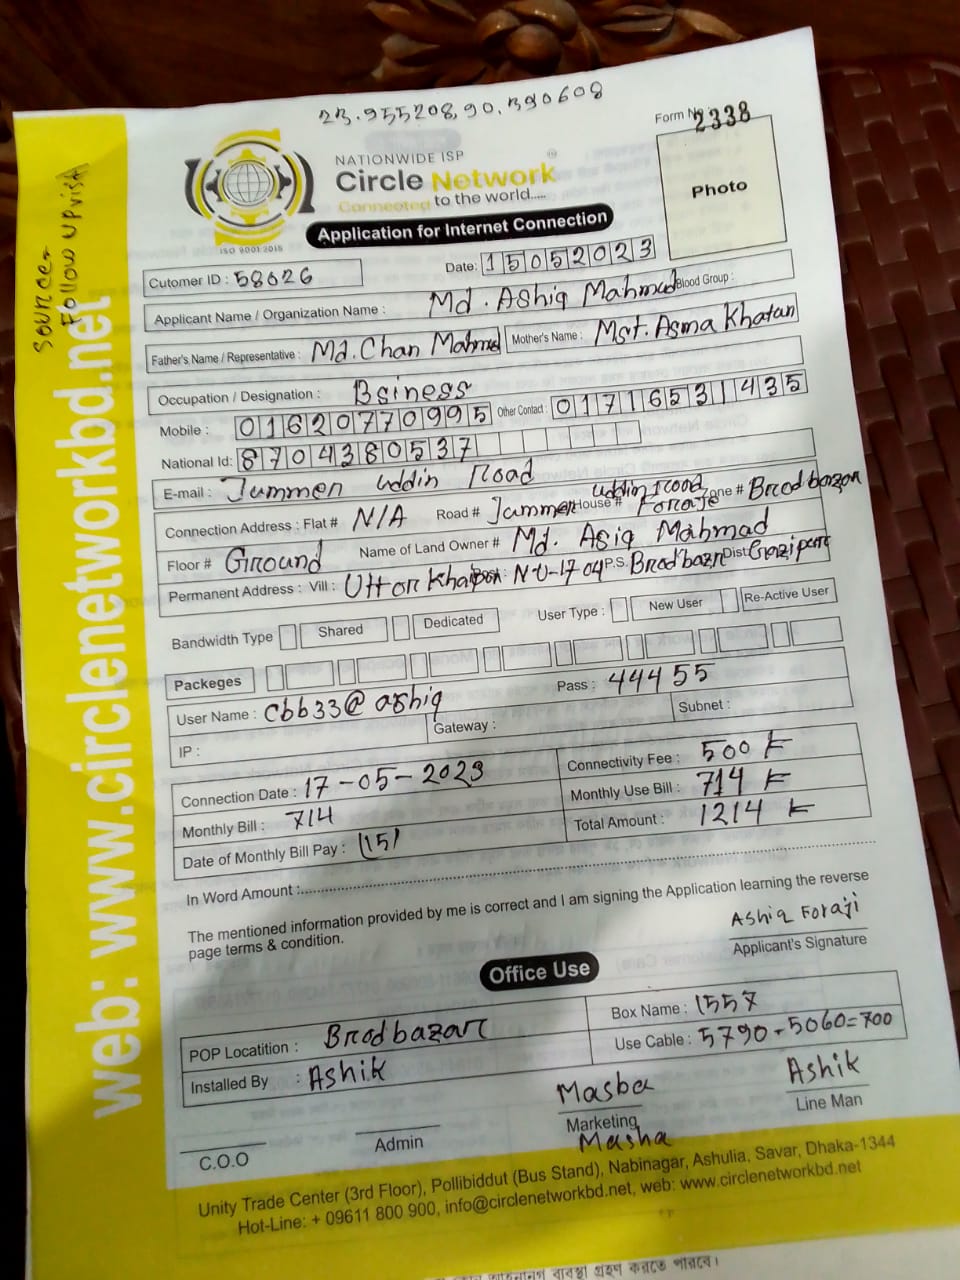 23.955208,90.390608
Form No 2338
NATIONWIDE ISP
Circle Network
Connected to the world.....
ISO 9001:2015
Photo
Application for Internet Connection
Source-
Follow up visit
web: www.circlenetworkbd.net
Cutomer ID : 58626
Date: 15052023
Applicant Name / Organization Name : Md. Ashiq Mahmud Blood Group :
Father's Name / Representative : Md. Chan Mahmud Mother's Name : Mst. Asma Khatan
Occupation / Designation : Bsiness
Mobile : 01620770995 Other Contact : 01716531435
National Id: 8704380537
E-mail : Jummen uddin Road
Connection Address : Flat # N/A Road # Jummen uddin Road House # Foraje Zone # Brodbazar
Floor # Ground Name of Land Owner # Md. Asiq Mahmad
Permanent Address : Vill : Uttor Khaipon Post: NU-1704 P.S. Brodbazr Dist: Gazipur
Bandwidth Type Shared Dedicated User Type : New User Re-Active User
Packeges
User Name : cbb33@ashiq Pass : 44455
IP : Gateway : Subnet :
Connection Date : 17-05-2023 Connectivity Fee : 500 ৳
Monthly Bill : 714 Monthly Use Bill : 714 ৳
Date of Monthly Bill Pay : (15) Total Amount : 1214 ৳
In Word Amount :
The mentioned information provided by me is correct and I am signing the Application learning the reverse
page terms & condition.
Ashiq Foraji
Applicant's Signature
Office Use
POP Locatition : Brodbazar Box Name : 1557
Installed By : Ashik Use Cable : 5790-5060=700
Masba Ashik
C.O.O Admin Marketing Line Man
Masha
Unity Trade Center (3rd Floor), Pollibiddut (Bus Stand), Nabinagar, Ashulia, Savar, Dhaka-1344
Hot-Line: + 09611 800 900, info@circlenetworkbd.net, web: www.circlenetworkbd.net
ব্যবস্থা গ্রহণ করতে পারবে।